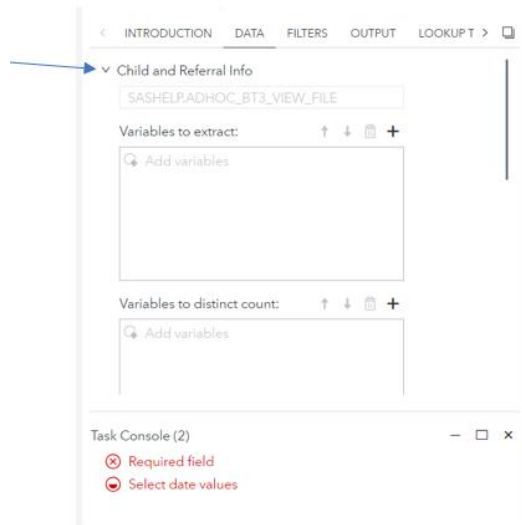 INTRODUCTION DATA FILTERS OUTPUT LOOKUP T
Child and Referral Info
SASHELP.ADHOC_BT3_VIEW_FILE
Variables to extract:
Add variables
Variables to distinct count:
Add variables
Task Console (2)
Required field
Select date values